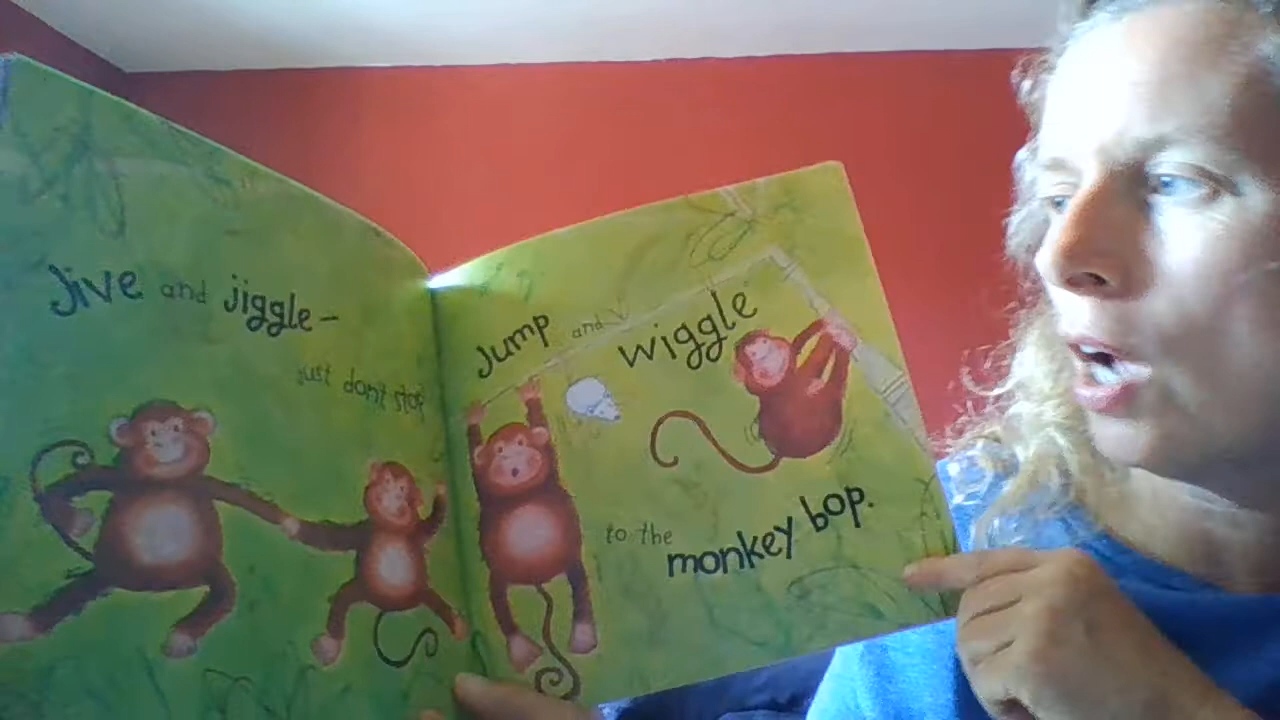 Jive and jiggle-
just don't stop
Jump and
wiggle
to the
monkey bop.